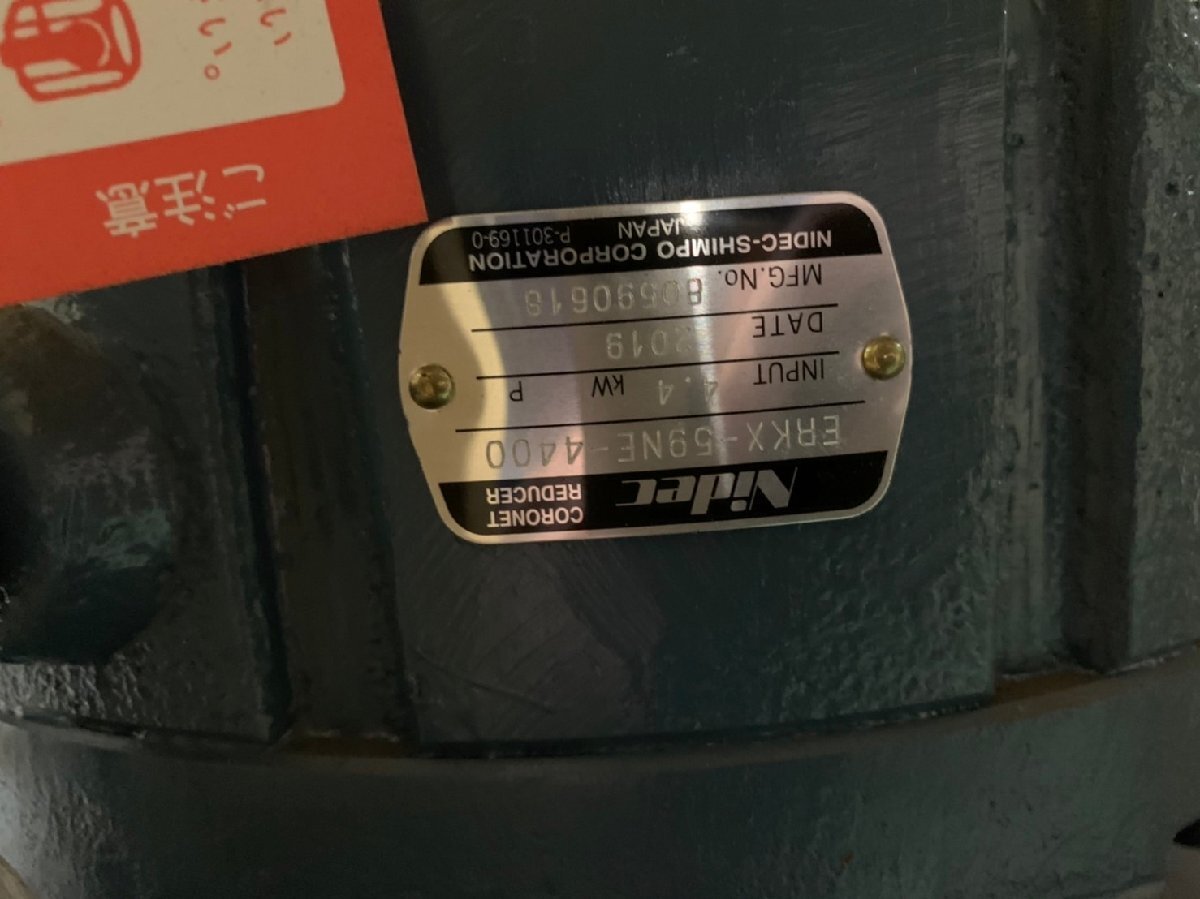 Nidec CORONET
REDUCER
ERKX-59NE-4400
INPUT 4.4 kW P
DATE 2019
MFG.No. 80590618
NIDEC-SHIMPO CORPORATION
JAPAN P-301169-0
ご注意